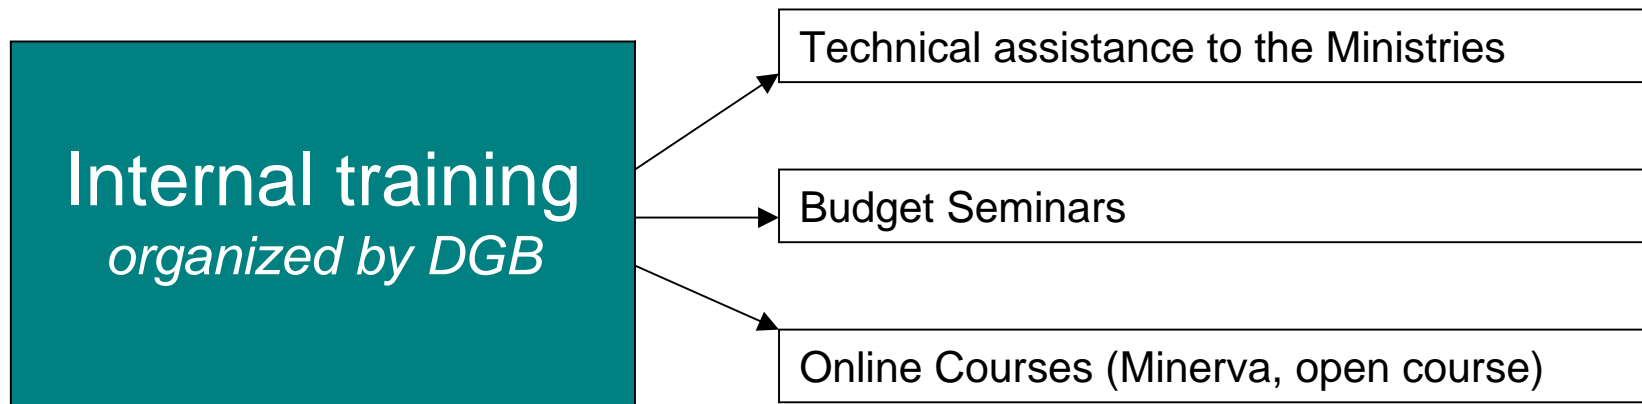 Internal training
organized by DGB
Technical assistance to the Ministries
Budget Seminars
Online Courses (Minerva, open course)